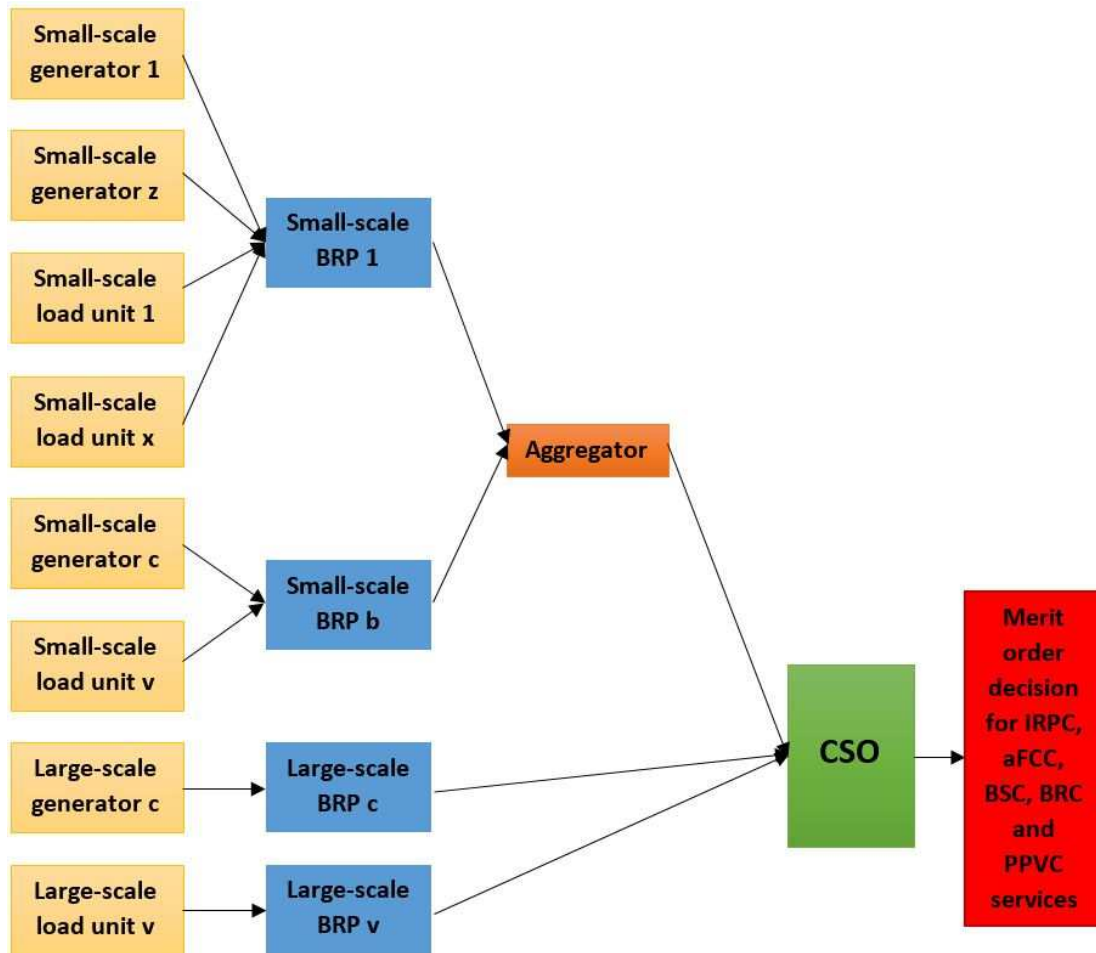 Small-scale
generator 1
Small-scale
generator z
Small-scale
load unit 1
Small-scale
load unit x
Small-scale
generator c
Small-scale
load unit v
Large-scale
generator c
Large-scale
load unit v
Small-scale
BRP 1
Small-scale
BRP b
Large-scale
BRP c
Large-scale
BRP v
Aggregator
CSO
Merit
order
decision
for iRPC,
aFCC,
BSC, BRC
and
PPVC
services